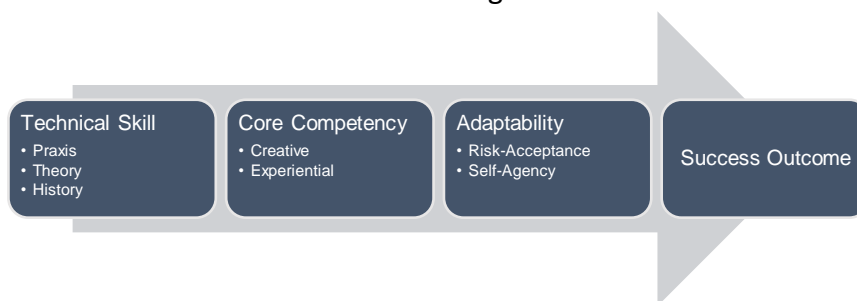 Technical Skill
• Praxis
• Theory
• History
Core Competency
• Creative
• Experiential
Adaptability
• Risk-Acceptance
• Self-Agency
Success Outcome